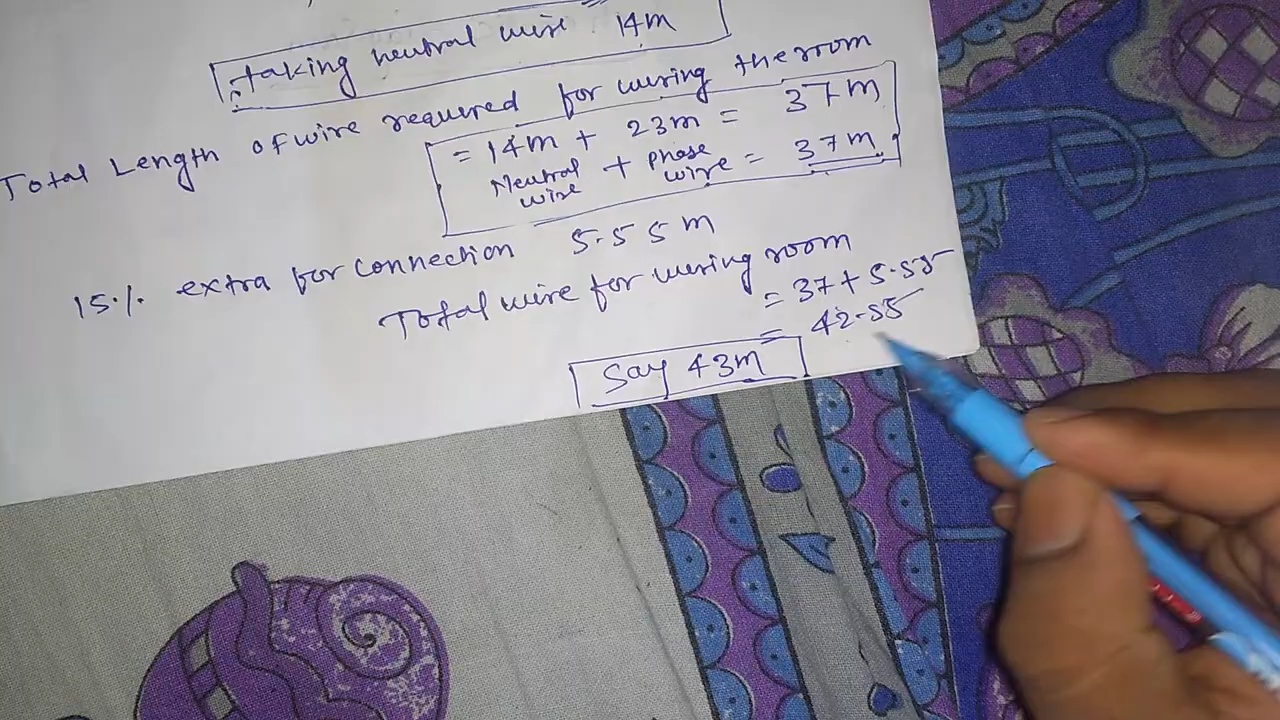 taking neutral wire 14m
Total Length of wire required for wiring the room
= 14m + 23m = 37m
Neutral wire + phase wire = 37m
15% extra for connection 5.55m
Total wire for wiring room
= 37 + 5.55
= 42.55
Say 43m